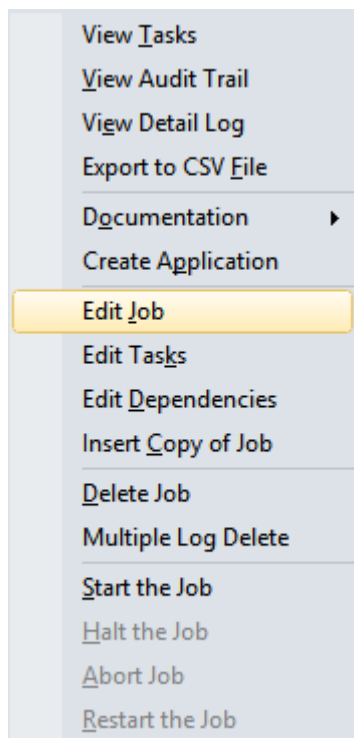 View Tasks
View Audit Trail
View Detail Log
Export to CSV File
Documentation
Create Application
Edit Job
Edit Tasks
Edit Dependencies
Insert Copy of Job
Delete Job
Multiple Log Delete
Start the Job
Halt the Job
Abort Job
Restart the Job